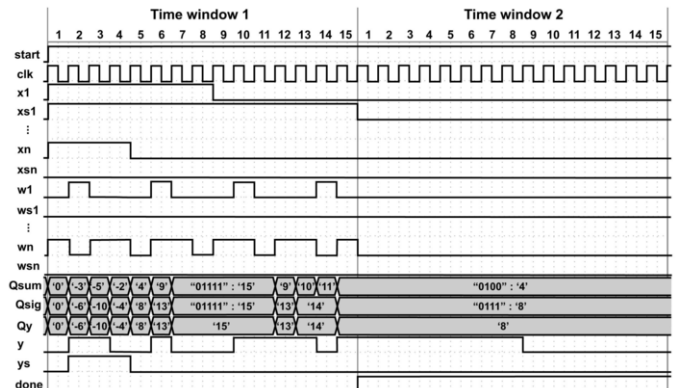 Time window 1 Time window 2
1 2 3 4 5 6 7 8 9 10 11 12 13 14 15 1 2 3 4 5 6 7 8 9 10 11 12 13 14 15
start
clk
x1
xs1
⋮
xn
xsn
w1
ws1
⋮
wn
wsn
Qsum '0' '-3' '-5' '-2' '4' '9' "01111" : '15' '9' '10' '11' "0100" : '4'
Qsig '0' '-6' '-10 '-4' '8' '13' "01111" : '15' '13' '14' "0111" : '8'
Qy '0' '-6' '-10 '-4' '8' '13' '15' '13' '14' '8'
y
ys
done